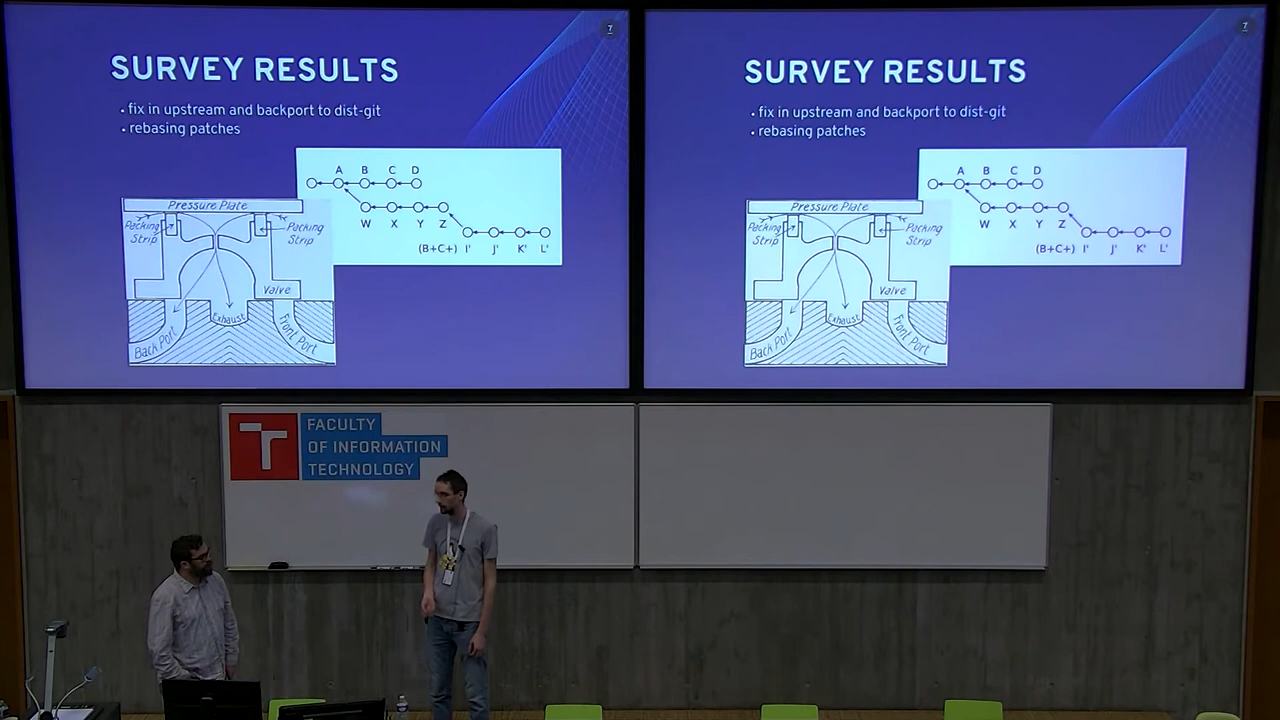 7
SURVEY RESULTS
• fix in upstream and backport to dist-git
• rebasing patches
A B C D
W X Y Z
(B+C+) I' J' K' L'
Pressure Plate
Packing Strip
Packing Strip
Valve
Exhaust
Back Port
Front Port
7
SURVEY RESULTS
• fix in upstream and backport to dist-git
• rebasing patches
A B C D
W X Y Z
(B+C+) I' J' K' L'
Pressure Plate
Packing Strip
Packing Strip
Valve
Exhaust
Back Port
Front Port
T
FACULTY
OF INFORMATION
TECHNOLOGY